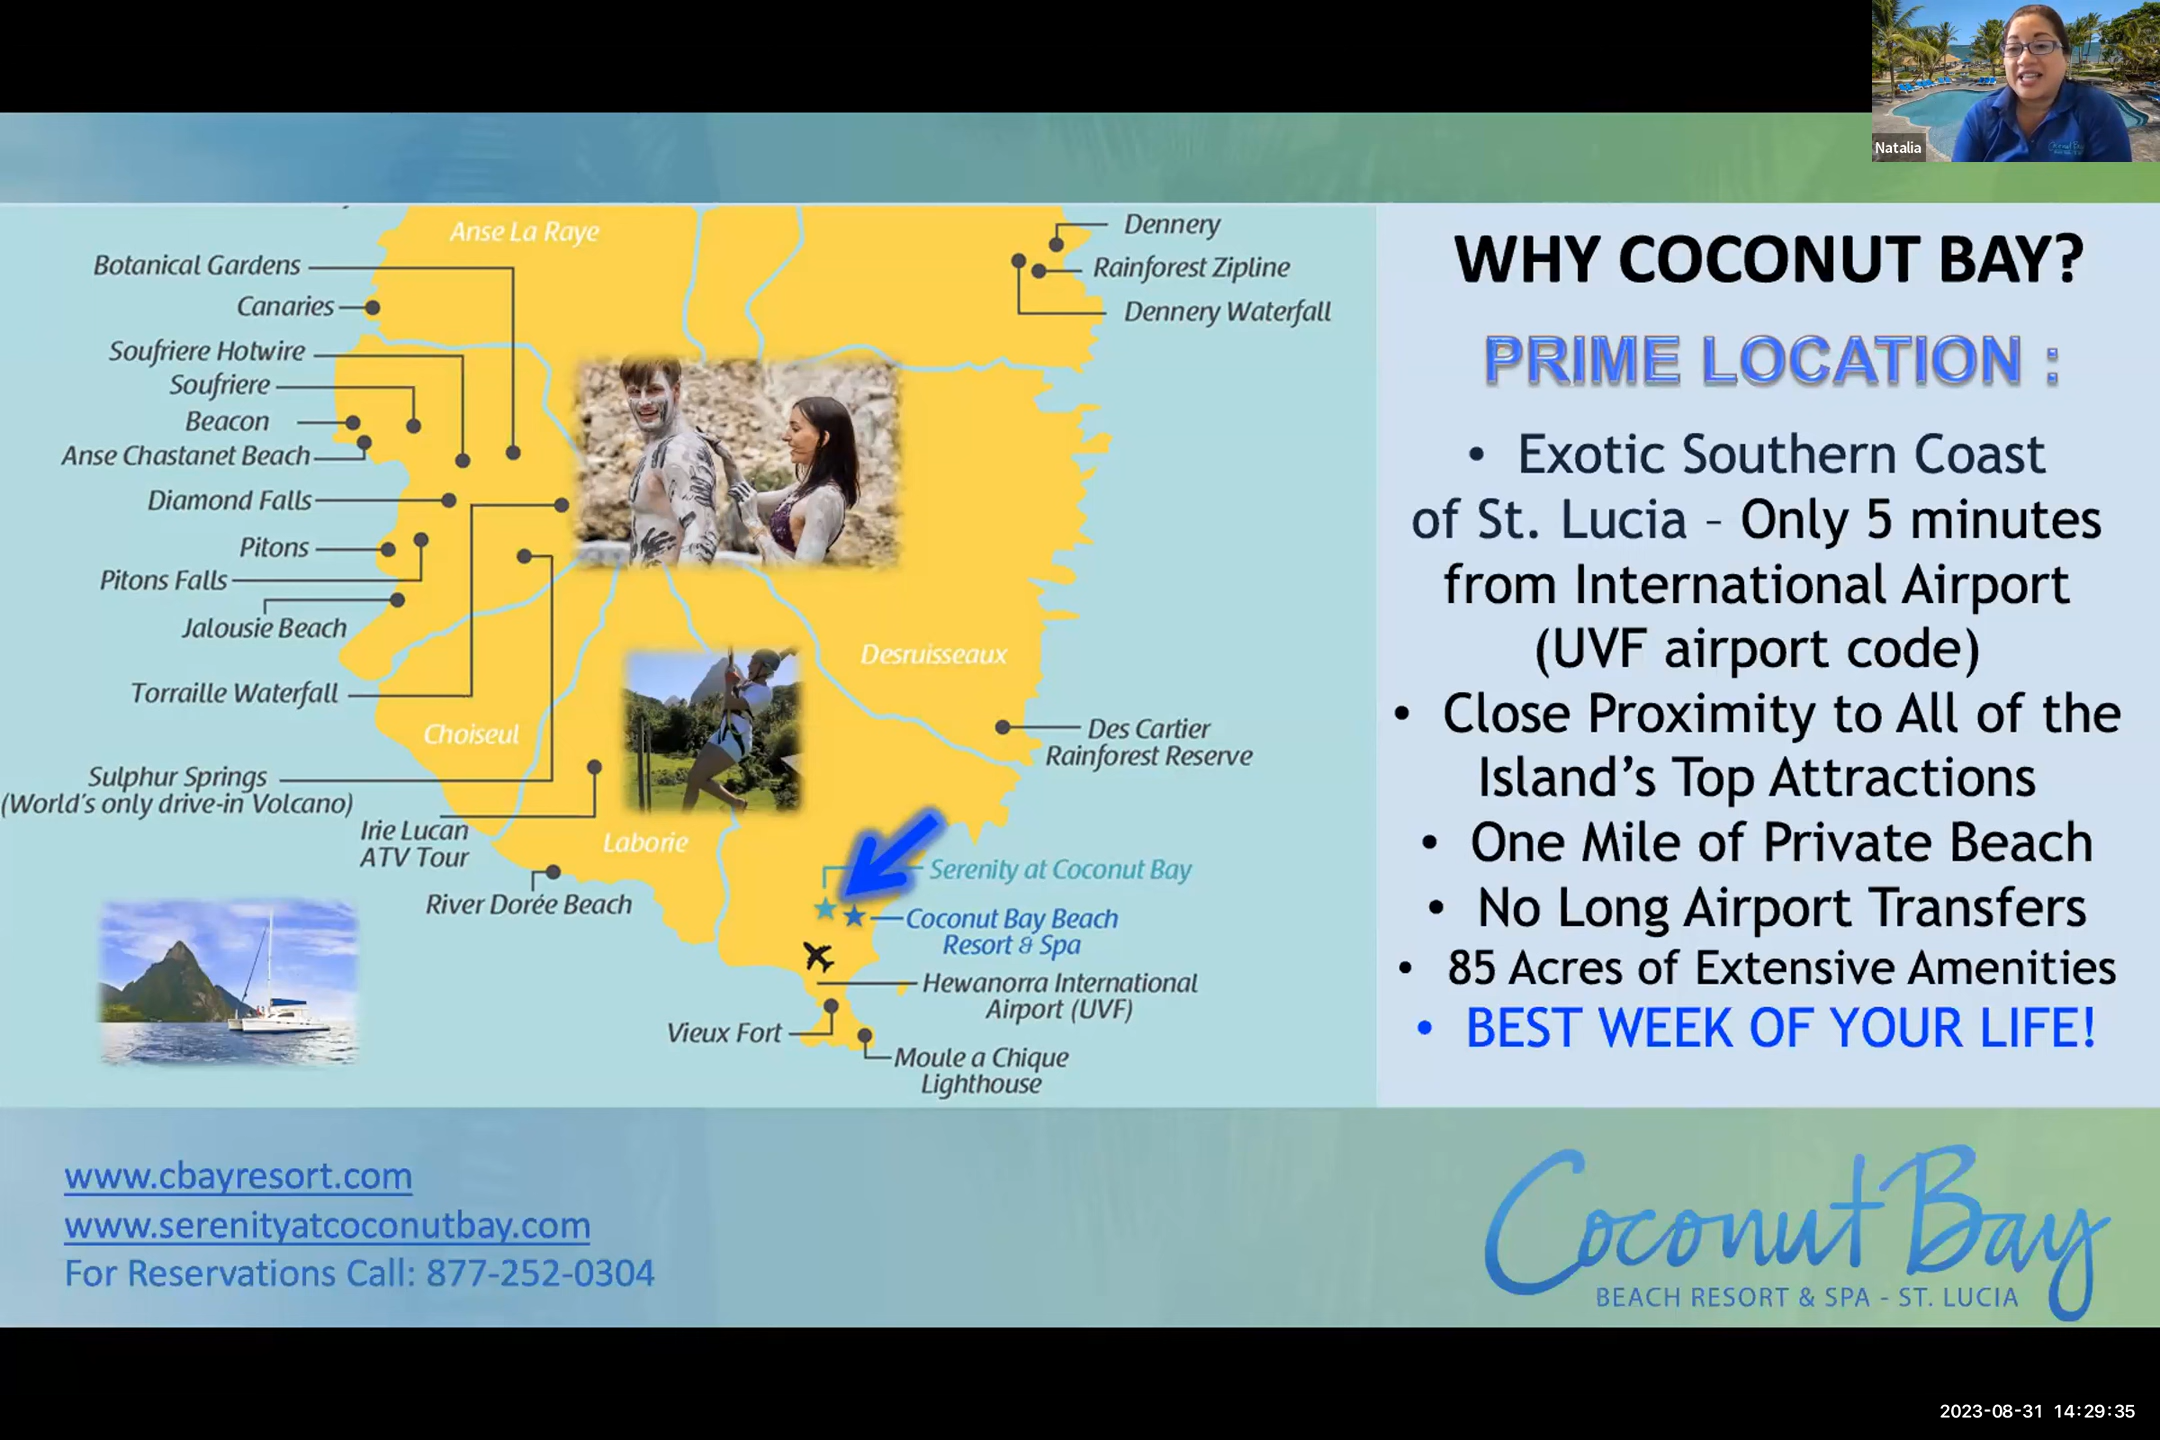 Natalia
Anse La Raye
Botanical Gardens
Canaries
Soufriere Hotwire
Soufriere
Beacon
Anse Chastanet Beach
Diamond Falls
Pitons
Pitons Falls
Jalousie Beach
Torraille Waterfall
Choiseul
Sulphur Springs
(World's only drive-in Volcano)
Irie Lucan
ATV Tour
Laborie
River Dorée Beach
Dennery
Rainforest Zipline
Dennery Waterfall
Desruisseaux
Des Cartier
Rainforest Reserve
Serenity at Coconut Bay
Coconut Bay Beach
Resort & Spa
Hewanorra International
Airport (UVF)
Vieux Fort
Moule a Chique
Lighthouse
WHY COCONUT BAY?
PRIME LOCATION :
• Exotic Southern Coast
of St. Lucia – Only 5 minutes
from International Airport
(UVF airport code)
• Close Proximity to All of the
Island’s Top Attractions
• One Mile of Private Beach
• No Long Airport Transfers
• 85 Acres of Extensive Amenities
• BEST WEEK OF YOUR LIFE!
www.cbayresort.com
www.serenityatcoconutbay.com
For Reservations Call: 877-252-0304
Coconut Bay
BEACH RESORT & SPA - ST. LUCIA
2023-08-31 14:29:35